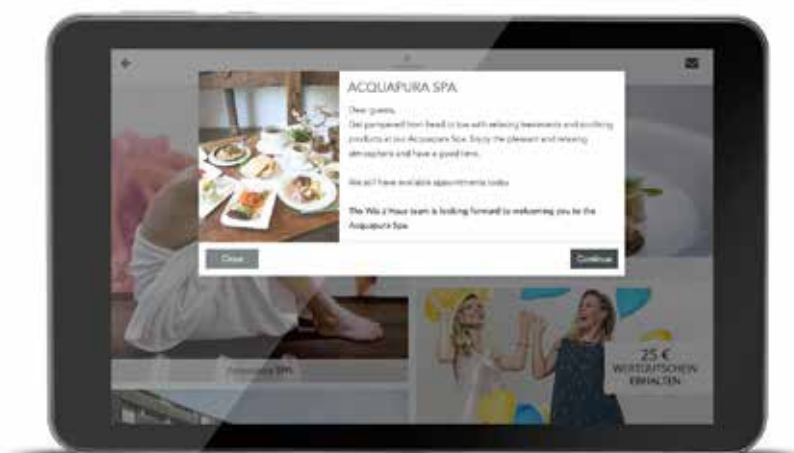 ACQUAPURA SPA
Dear guests,
Get pampered from head to toe with relaxing treatments and soothing
products at our Acquapura Spa. Enjoy the pleasant and relaxing
atmosphere and have a good time.
We still have available appointments today.
The team is looking forward to welcoming you to the
Acquapura Spa.
Close
Continue
SPA
25 €
WERTGUTSCHEIN
ERHALTEN